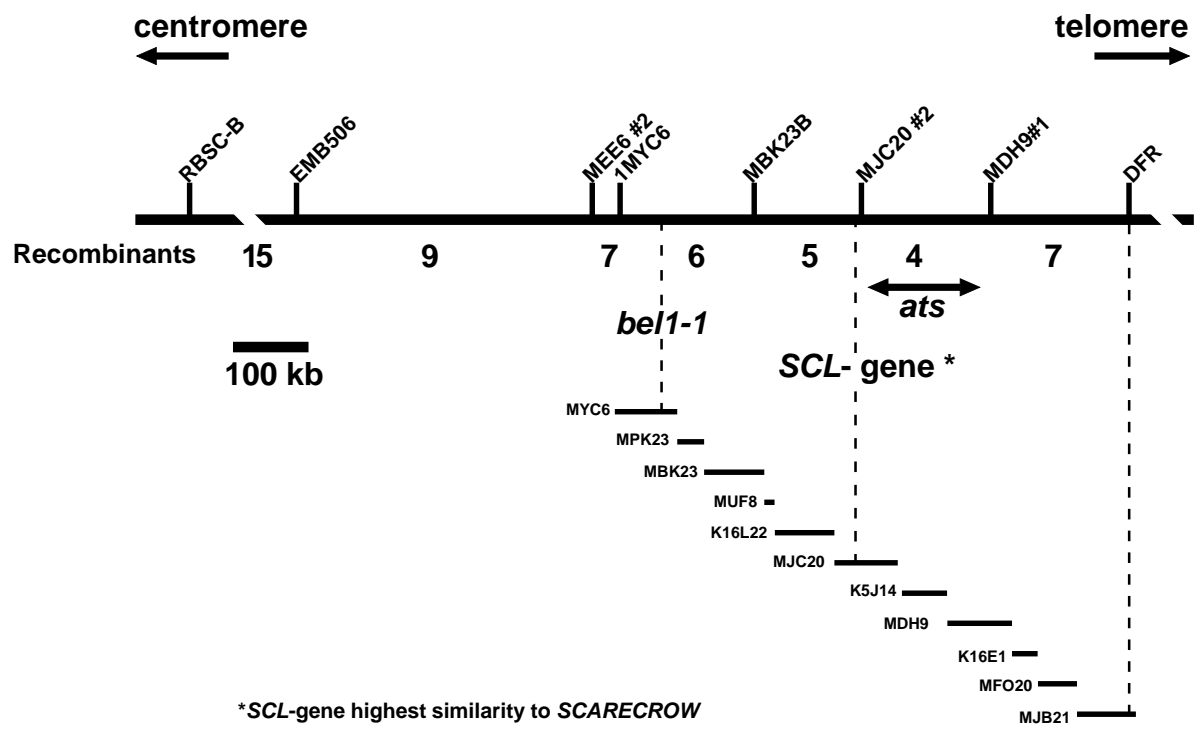 centromere
telomere
RBSC-B
EMB506
MEE6 #2
1MYC6
MBK23B
MJC20 #2
MDH9#1
DFR
Recombinants 15 9 7 6 5 4 7
ats
bel1-1
100 kb
SCL- gene *
MYC6
MPK23
MBK23
MUF8
K16L22
MJC20
K5J14
MDH9
K16E1
MFO20
MJB21
*SCL-gene highest similarity to SCARECROW